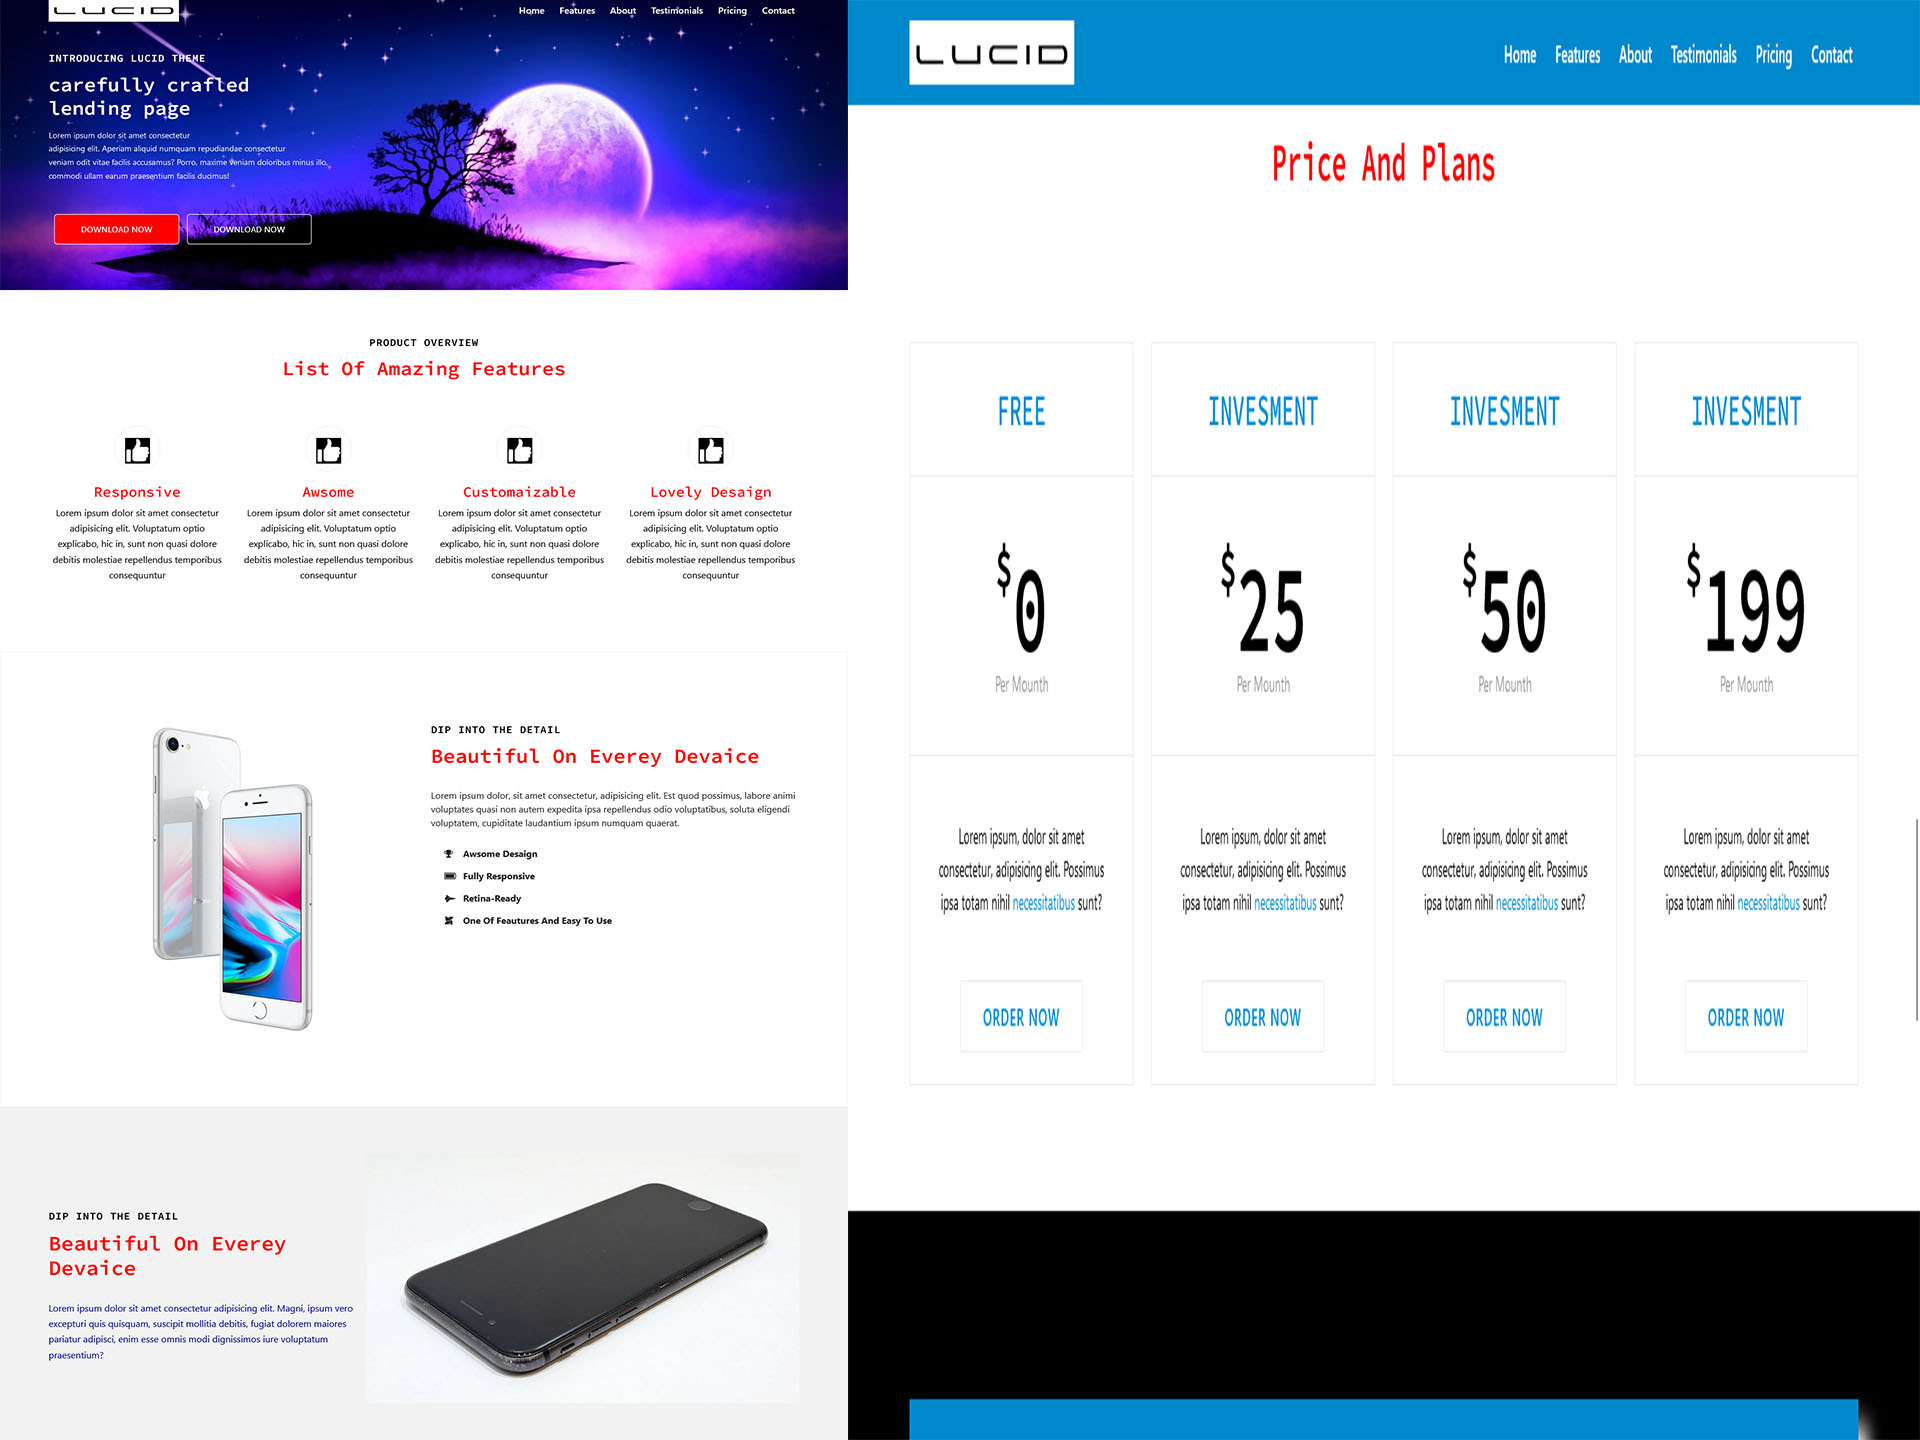 LUCID
Home Features About Testimonials Pricing Contact
INTRODUCING LUCID THEME
carefully crafted
lending page
Lorem ipsum dolor sit amet consectetur
adipisicing elit. Aperiam aliquid numquam repudiandae consectetur
veniam odit vitae facilis accusamus? Porro, maxime veniam doloribus minus illo,
commodi ullam earum praesentium facilis ducimus!
DOWNLOAD NOW DOWNLOAD NOW
PRODUCT OVERVIEW
List Of Amazing Features
Responsive
Lorem ipsum dolor sit amet consectetur
adipisicing elit. Voluptatum optio
explicabo, hic in, sunt non quasi dolore
debitis molestiae repellendus temporibus
consequuntur
Awsome
Lorem ipsum dolor sit amet consectetur
adipisicing elit. Voluptatum optio
explicabo, hic in, sunt non quasi dolore
debitis molestiae repellendus temporibus
consequuntur
Customaizable
Lorem ipsum dolor sit amet consectetur
adipisicing elit. Voluptatum optio
explicabo, hic in, sunt non quasi dolore
debitis molestiae repellendus temporibus
consequuntur
Lovely Desaign
Lorem ipsum dolor sit amet consectetur
adipisicing elit. Voluptatum optio
explicabo, hic in, sunt non quasi dolore
debitis molestiae repellendus temporibus
consequuntur
DIP INTO THE DETAIL
Beautiful On Everey Devaice
Lorem ipsum dolor, sit amet consectetur, adipisicing elit. Est quod possimus, labore animi
voluptates quasi non autem expedita ipsa repellendus odio voluptatibus, soluta eligendi
voluptatem, cupiditate laudantium ipsum numquam quaerat.
Awsome Desaign
Fully Responsive
Retina-Ready
One Of Feautures And Easy To Use
DIP INTO THE DETAIL
Beautiful On Everey
Devaice
Lorem ipsum dolor sit amet consectetur adipisicing elit. Magni, ipsum vero
excepturi quis quisquam, suscipit mollitia debitis, fugiat dolorem maiores
pariatur adipisci, enim esse omnis modi dignissimos iure voluptatum
praesentium?
LUCID
Home Features About Testimonials Pricing Contact
Price And Plans
FREE
$0
Per Mounth
Lorem ipsum, dolor sit amet
consectetur, adipisicing elit. Possimus
ipsa totam nihil necessitatibus sunt?
ORDER NOW
INVESMENT
$25
Per Mounth
Lorem ipsum, dolor sit amet
consectetur, adipisicing elit. Possimus
ipsa totam nihil necessitatibus sunt?
ORDER NOW
INVESMENT
$50
Per Mounth
Lorem ipsum, dolor sit amet
consectetur, adipisicing elit. Possimus
ipsa totam nihil necessitatibus sunt?
ORDER NOW
INVESMENT
$199
Per Mounth
Lorem ipsum, dolor sit amet
consectetur, adipisicing elit. Possimus
ipsa totam nihil necessitatibus sunt?
ORDER NOW